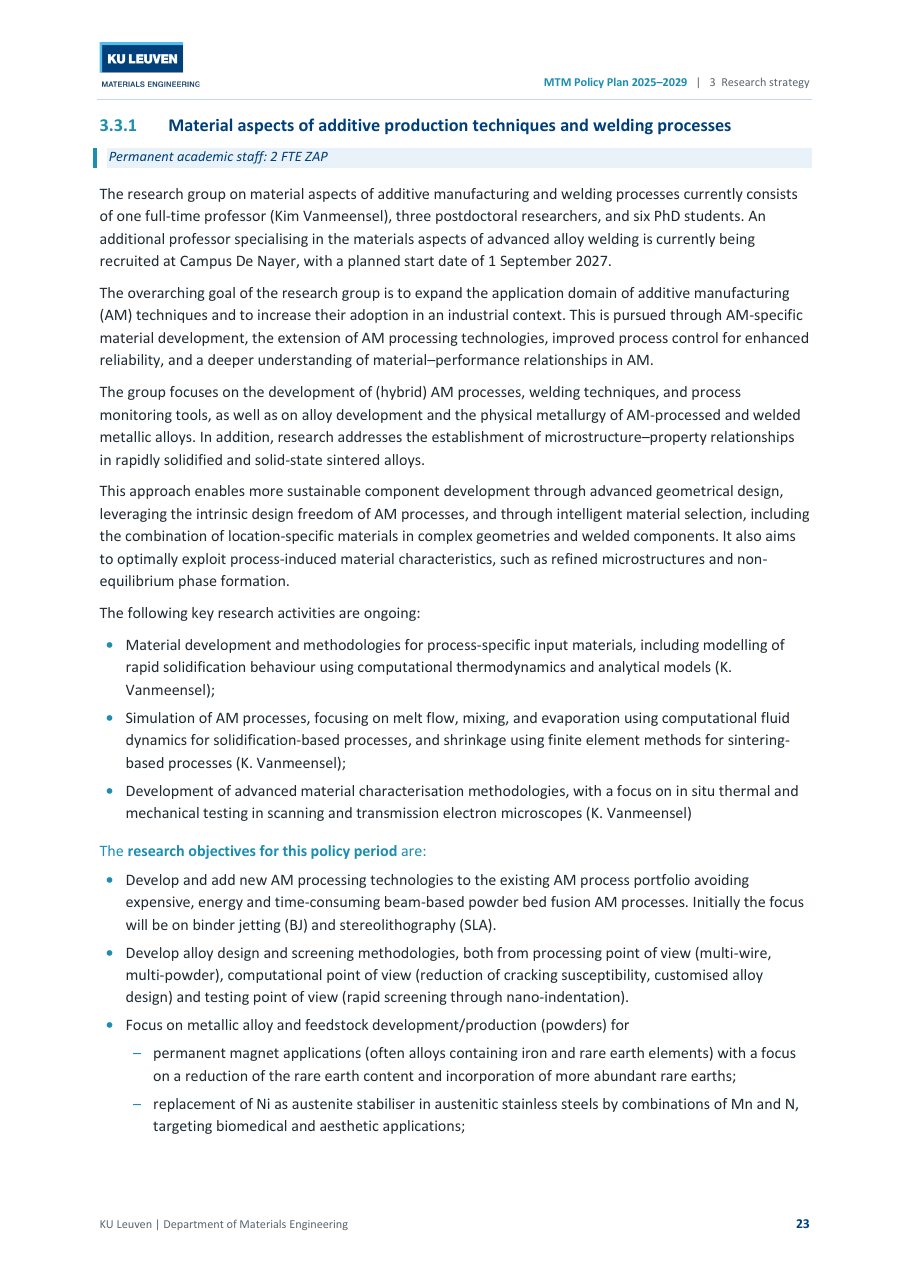 KU LEUVEN
MATERIALS ENGINEERING
MTM Policy Plan 2025–2029 | 3 Research strategy
3.3.1 Material aspects of additive production techniques and welding processes
Permanent academic staff: 2 FTE ZAP
The research group on material aspects of additive manufacturing and welding processes currently consists
of one full-time professor (Kim Vanmeensel), three postdoctoral researchers, and six PhD students. An
additional professor specialising in the materials aspects of advanced alloy welding is currently being
recruited at Campus De Nayer, with a planned start date of 1 September 2027.
The overarching goal of the research group is to expand the application domain of additive manufacturing
(AM) techniques and to increase their adoption in an industrial context. This is pursued through AM-specific
material development, the extension of AM processing technologies, improved process control for enhanced
reliability, and a deeper understanding of material–performance relationships in AM.
The group focuses on the development of (hybrid) AM processes, welding techniques, and process
monitoring tools, as well as on alloy development and the physical metallurgy of AM-processed and welded
metallic alloys. In addition, research addresses the establishment of microstructure–property relationships
in rapidly solidified and solid-state sintered alloys.
This approach enables more sustainable component development through advanced geometrical design,
leveraging the intrinsic design freedom of AM processes, and through intelligent material selection, including
the combination of location-specific materials in complex geometries and welded components. It also aims
to optimally exploit process-induced material characteristics, such as refined microstructures and non-
equilibrium phase formation.
The following key research activities are ongoing:
• Material development and methodologies for process-specific input materials, including modelling of
rapid solidification behaviour using computational thermodynamics and analytical models (K.
Vanmeensel);
• Simulation of AM processes, focusing on melt flow, mixing, and evaporation using computational fluid
dynamics for solidification-based processes, and shrinkage using finite element methods for sintering-
based processes (K. Vanmeensel);
• Development of advanced material characterisation methodologies, with a focus on in situ thermal and
mechanical testing in scanning and transmission electron microscopes (K. Vanmeensel)
The research objectives for this policy period are:
• Develop and add new AM processing technologies to the existing AM process portfolio avoiding
expensive, energy and time-consuming beam-based powder bed fusion AM processes. Initially the focus
will be on binder jetting (BJ) and stereolithography (SLA).
• Develop alloy design and screening methodologies, both from processing point of view (multi-wire,
multi-powder), computational point of view (reduction of cracking susceptibility, customised alloy
design) and testing point of view (rapid screening through nano-indentation).
• Focus on metallic alloy and feedstock development/production (powders) for
– permanent magnet applications (often alloys containing iron and rare earth elements) with a focus
on a reduction of the rare earth content and incorporation of more abundant rare earths;
– replacement of Ni as austenite stabiliser in austenitic stainless steels by combinations of Mn and N,
targeting biomedical and aesthetic applications;
KU Leuven | Department of Materials Engineering
23